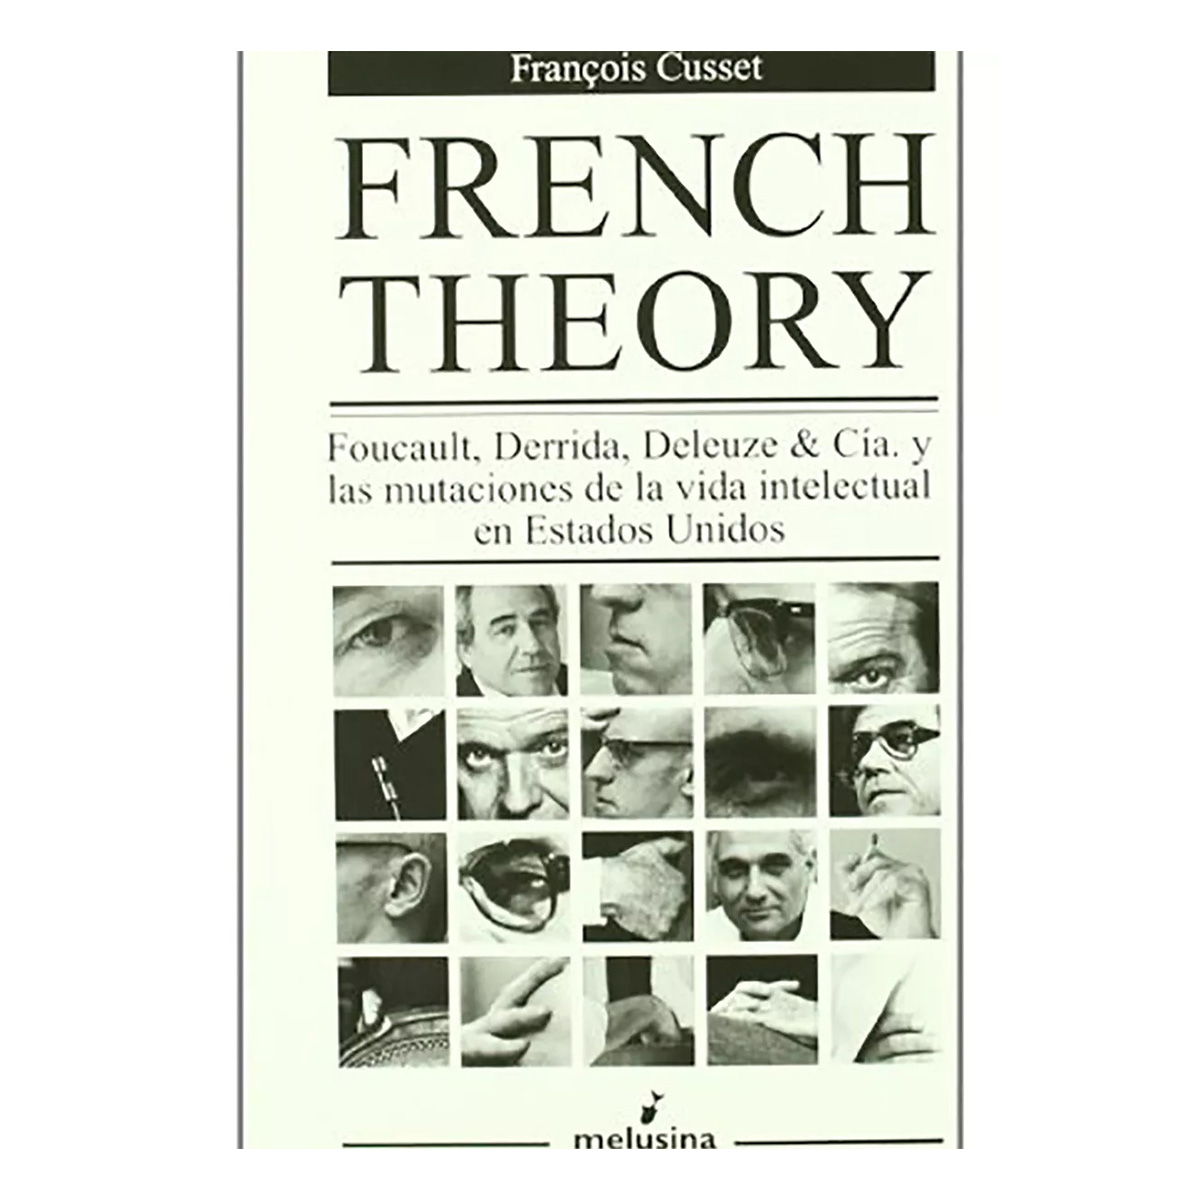 François Cusset
FRENCH
THEORY
Foucault, Derrida, Deleuze & Cía. y
las mutaciones de la vida intelectual
en Estados Unidos
melusina